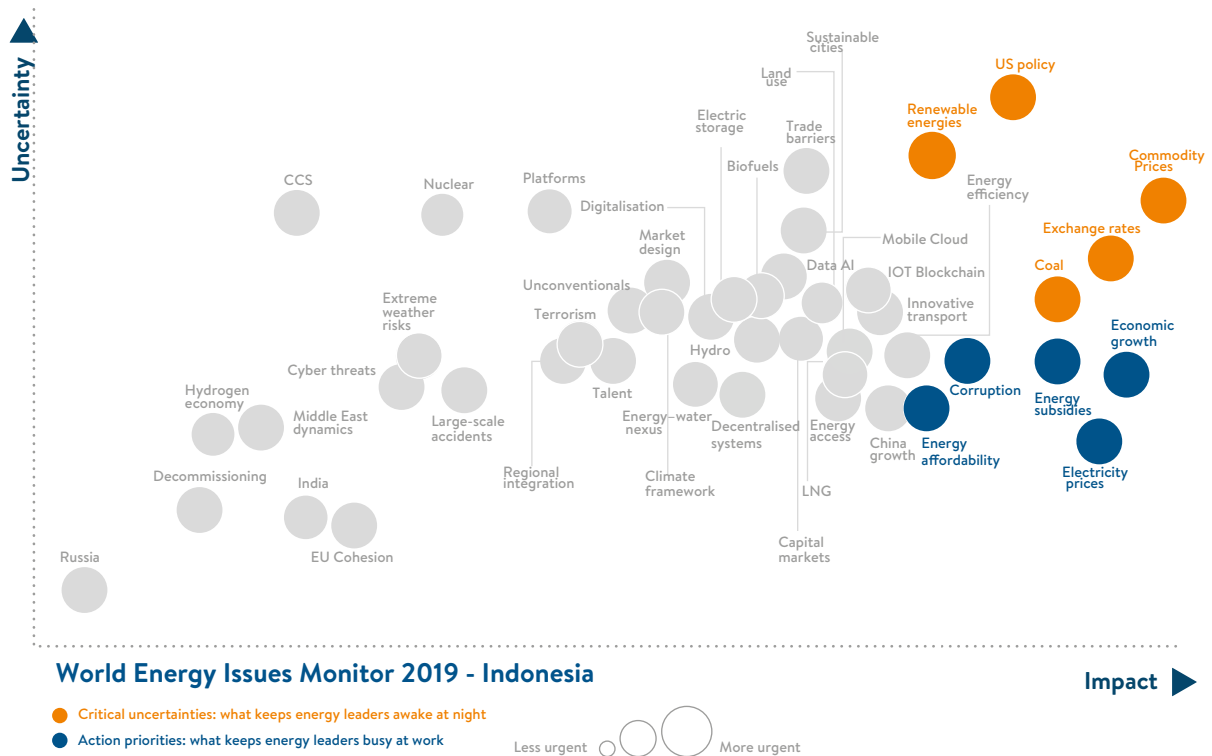 Uncertainty
Sustainable
cities
US policy
Land
use
Renewable
energies
Electric
storage
Trade
barriers
Commodity
Prices
Biofuels
CCS
Nuclear
Platforms
Energy
efficiency
Digitalisation
Market
design
Mobile Cloud
Exchange rates
Data AI
IOT Blockchain
Coal
Unconventionals
Extreme
weather
risks
Terrorism
Innovative
transport
Economic
growth
Hydro
Cyber threats
Talent
Corruption
Hydrogen
economy
Middle East
dynamics
Large-scale
accidents
Energy-water
nexus
Decentralised
systems
Energy
access
China
growth
Energy
affordability
Energy
subsidies
Electricity
prices
Decommissioning
India
Regional
integration
Climate
framework
LNG
EU Cohesion
Capital
markets
Russia
World Energy Issues Monitor 2019 - Indonesia
Impact
Critical uncertainties: what keeps energy leaders awake at night
Action priorities: what keeps energy leaders busy at work
Less urgent
More urgent